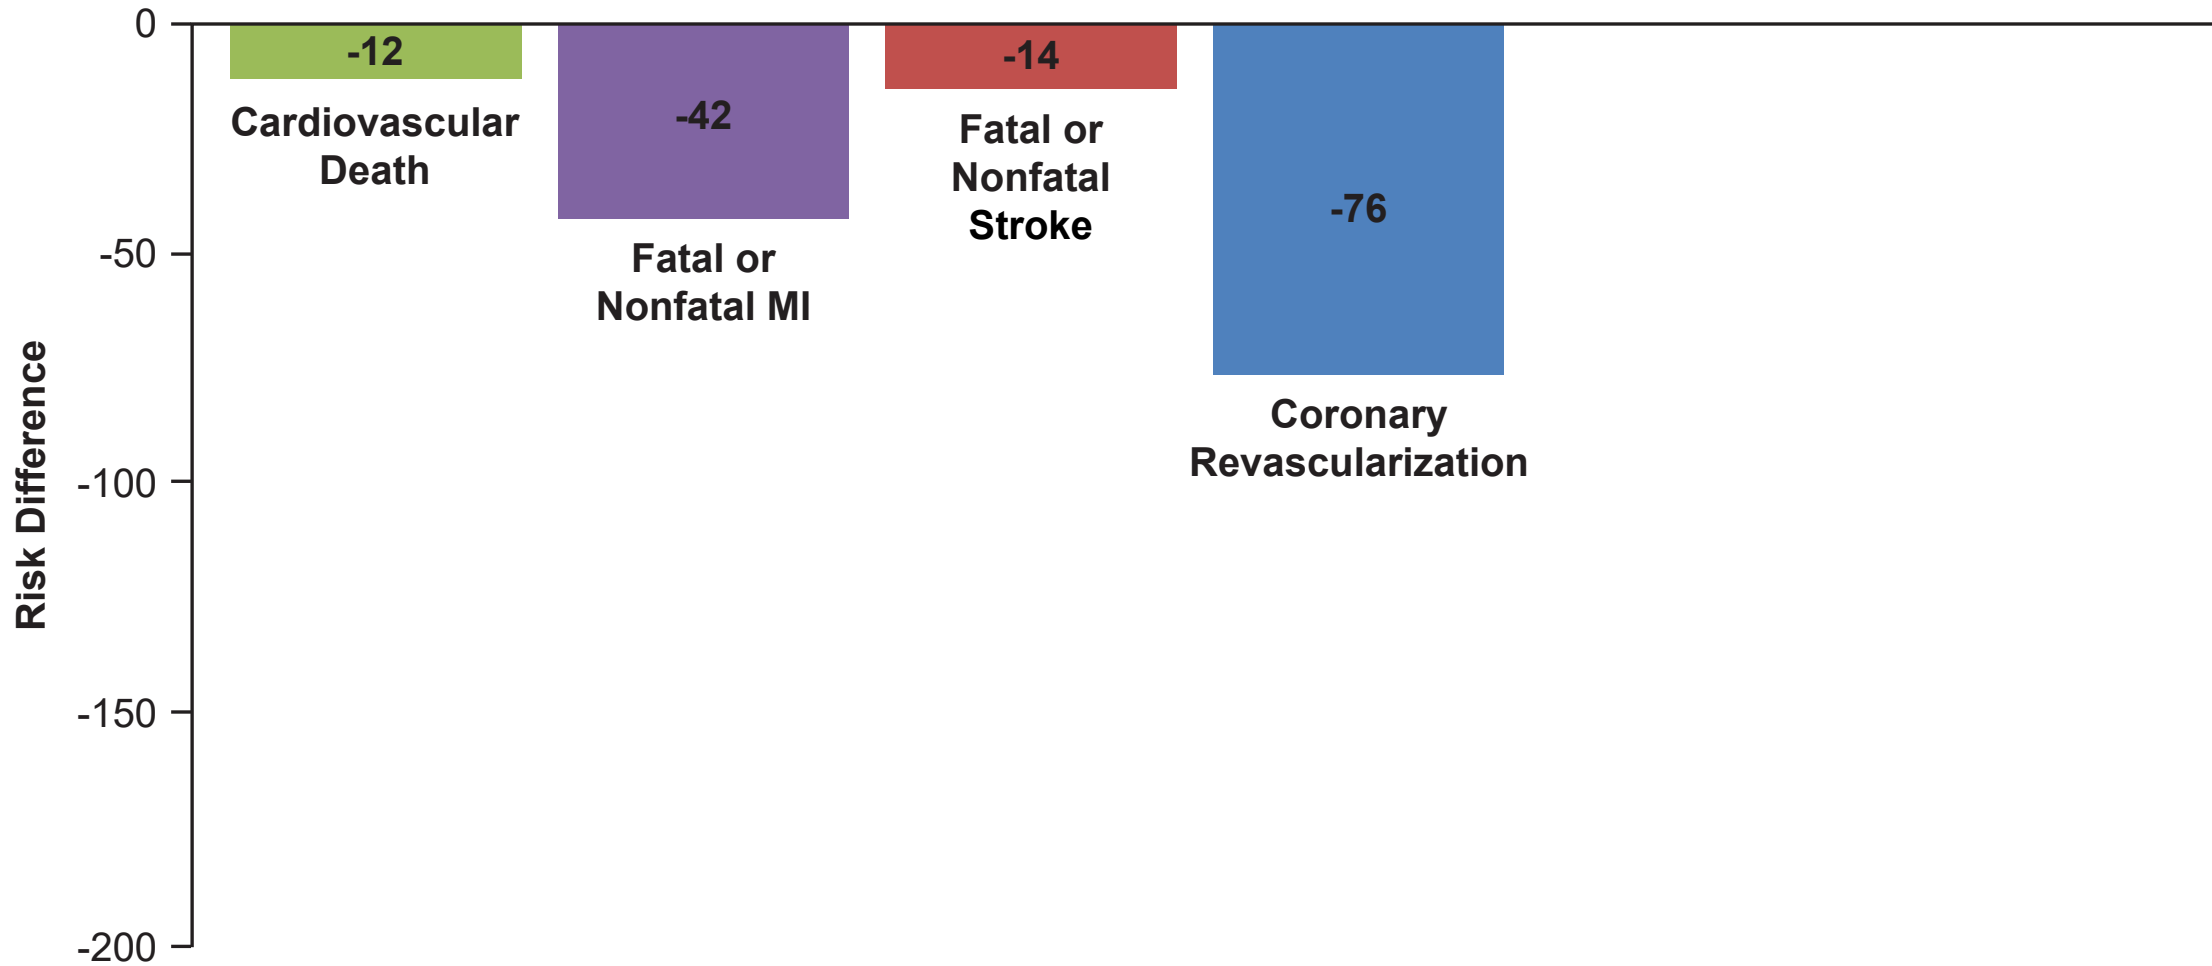 0
-50
-100
-150
-200
Risk Difference
-12
Cardiovascular
Death
-42
Fatal or
Nonfatal MI
-14
Fatal or
Nonfatal
Stroke
-76
Coronary
Revascularization